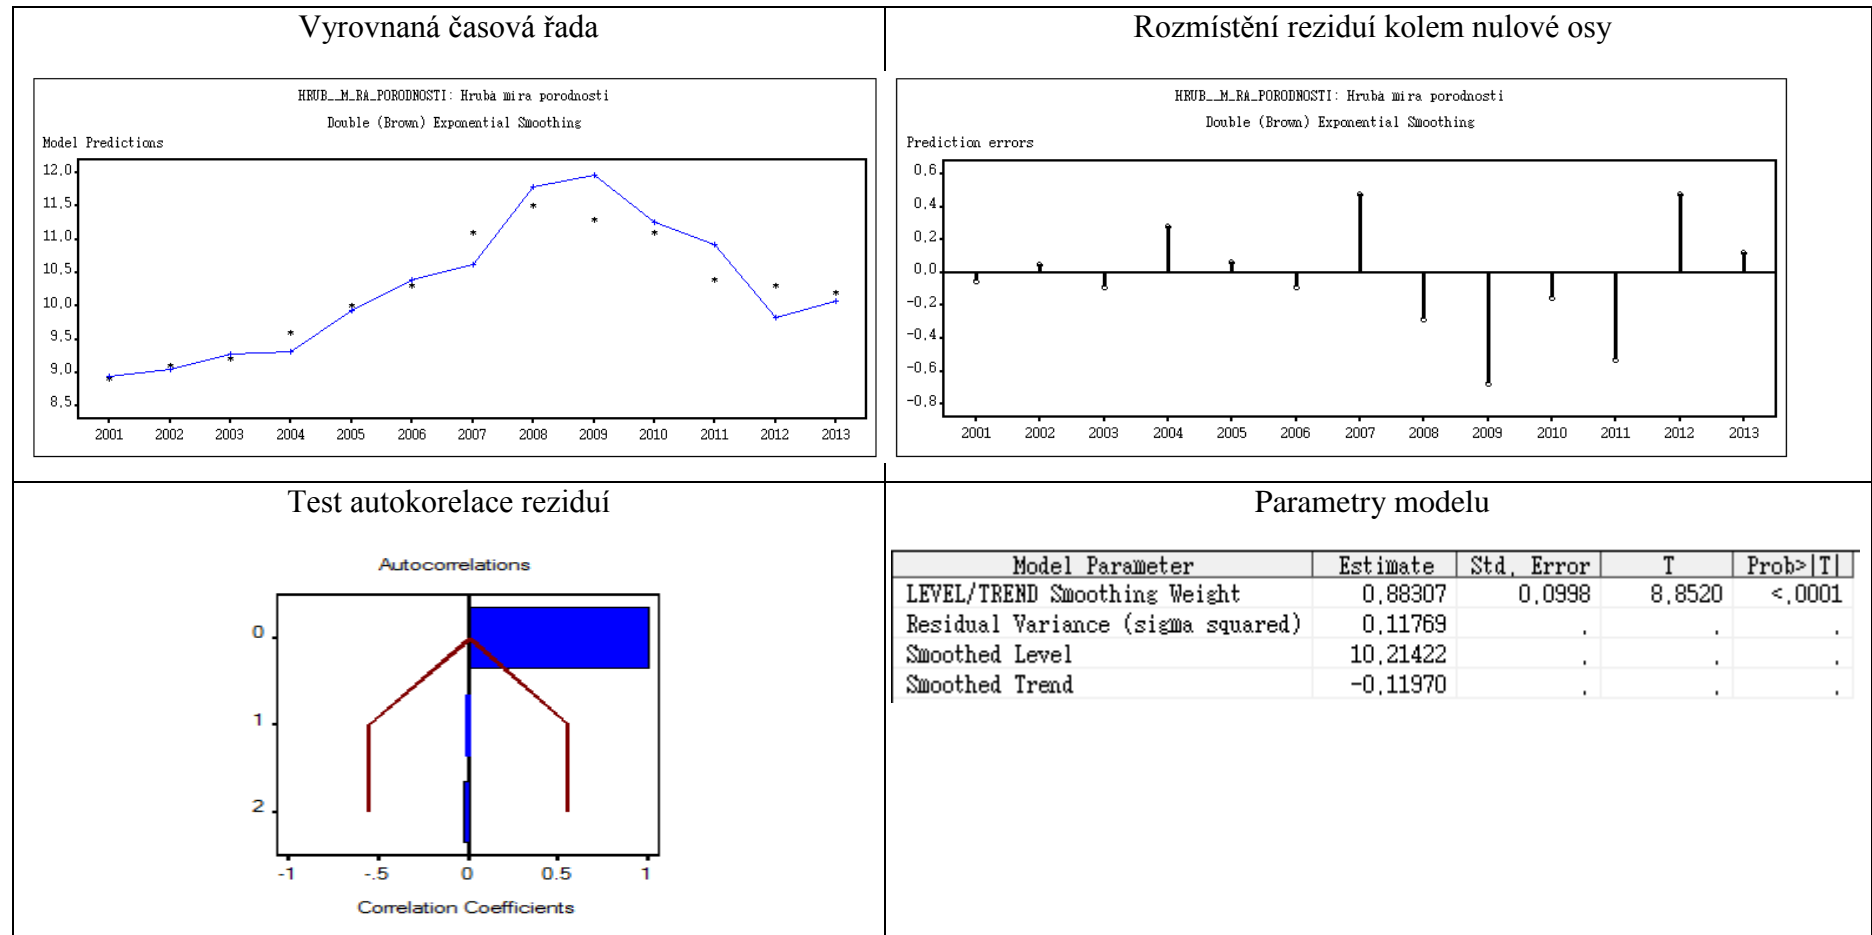 Vyrovnaná časová řada
HRUB__M_RA_PORODNOSTI: Hrubà mira porodnosti
Double (Brown) Exponential Smoothing
Model Predictions
12,0
11,5
11,0
10,5
10,0
9,5
9,0
8,5
2001 2002 2003 2004 2005 2006 2007 2008 2009 2010 2011 2012 2013
Rozmístění reziduí kolem nulové osy
HRUB__M_RA_PORODNOSTI: Hrubà mira porodnosti
Double (Brown) Exponential Smoothing
Prediction errors
0,6
0,4
0,2
0,0
-0,2
-0,4
-0,6
-0,8
2001 2002 2003 2004 2005 2006 2007 2008 2009 2010 2011 2012 2013
Test autokorelace reziduí
Autocorrelations
0
1
2
-1 -.5 0 0.5 1
Correlation Coefficients
Parametry modelu
Model Parameter Estimate Std, Error T Prob>|T|
LEVEL/TREND Smoothing Weight 0,88307 0,0998 8,8520 <,0001
Residual Variance (sigma squared) 0,11769 , , ,
Smoothed Level 10,21422 , , ,
Smoothed Trend -0,11970 , , ,